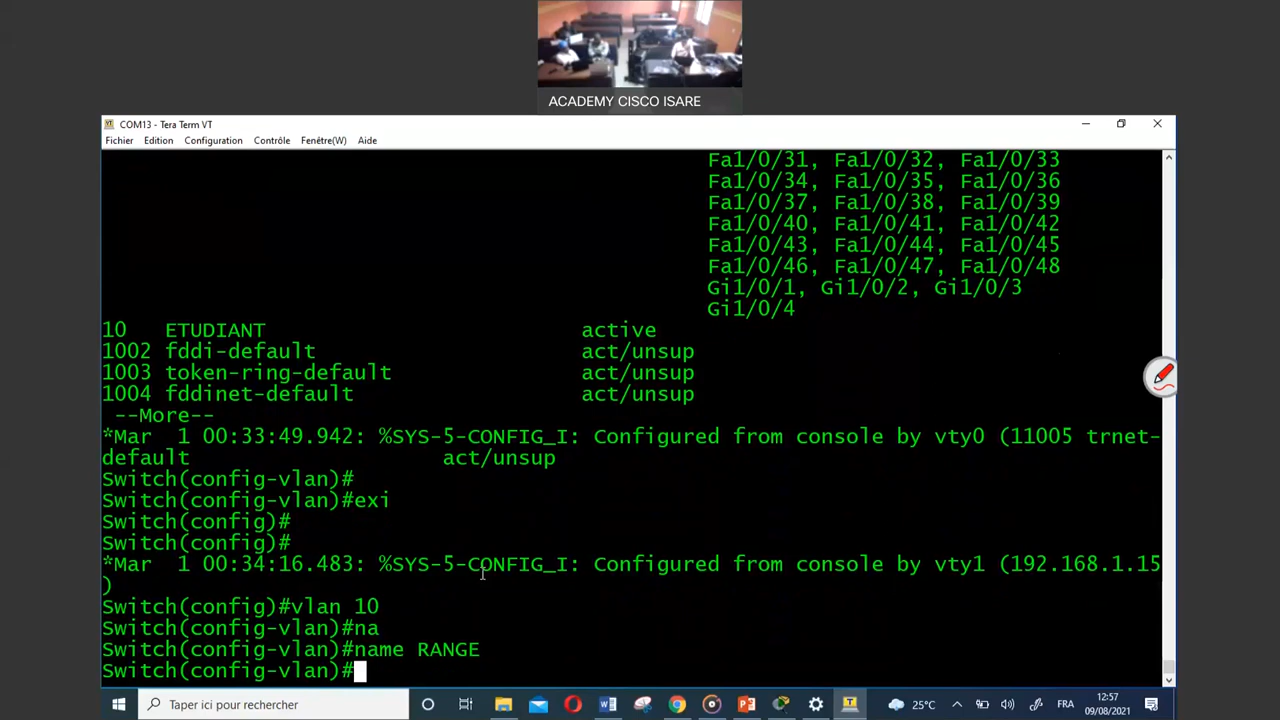 ACADEMY CISCO ISARE
COM13 - Tera Term VT
Fichier Edition Configuration Contrôle Fenêtre(W) Aide
Fa1/0/31, Fa1/0/32, Fa1/0/33
Fa1/0/34, Fa1/0/35, Fa1/0/36
Fa1/0/37, Fa1/0/38, Fa1/0/39
Fa1/0/40, Fa1/0/41, Fa1/0/42
Fa1/0/43, Fa1/0/44, Fa1/0/45
Fa1/0/46, Fa1/0/47, Fa1/0/48
Gi1/0/1, Gi1/0/2, Gi1/0/3
Gi1/0/4
10 ETUDIANT active
1002 fddi-default act/unsup
1003 token-ring-default act/unsup
1004 fddinet-default act/unsup
--More--
*Mar 1 00:33:49.942: %SYS-5-CONFIG_I: Configured from console by vty0 (11005 trnet-
default act/unsup
Switch(config-vlan)#
Switch(config-vlan)#exi
Switch(config)#
Switch(config)#
*Mar 1 00:34:16.483: %SYS-5-CONFIG_I: Configured from console by vty1 (192.168.1.15
)
Switch(config)#vlan 10
Switch(config-vlan)#na
Switch(config-vlan)#name RANGE
Switch(config-vlan)#
Taper ici pour rechercher
25°C
FRA
12:57
09/08/2021